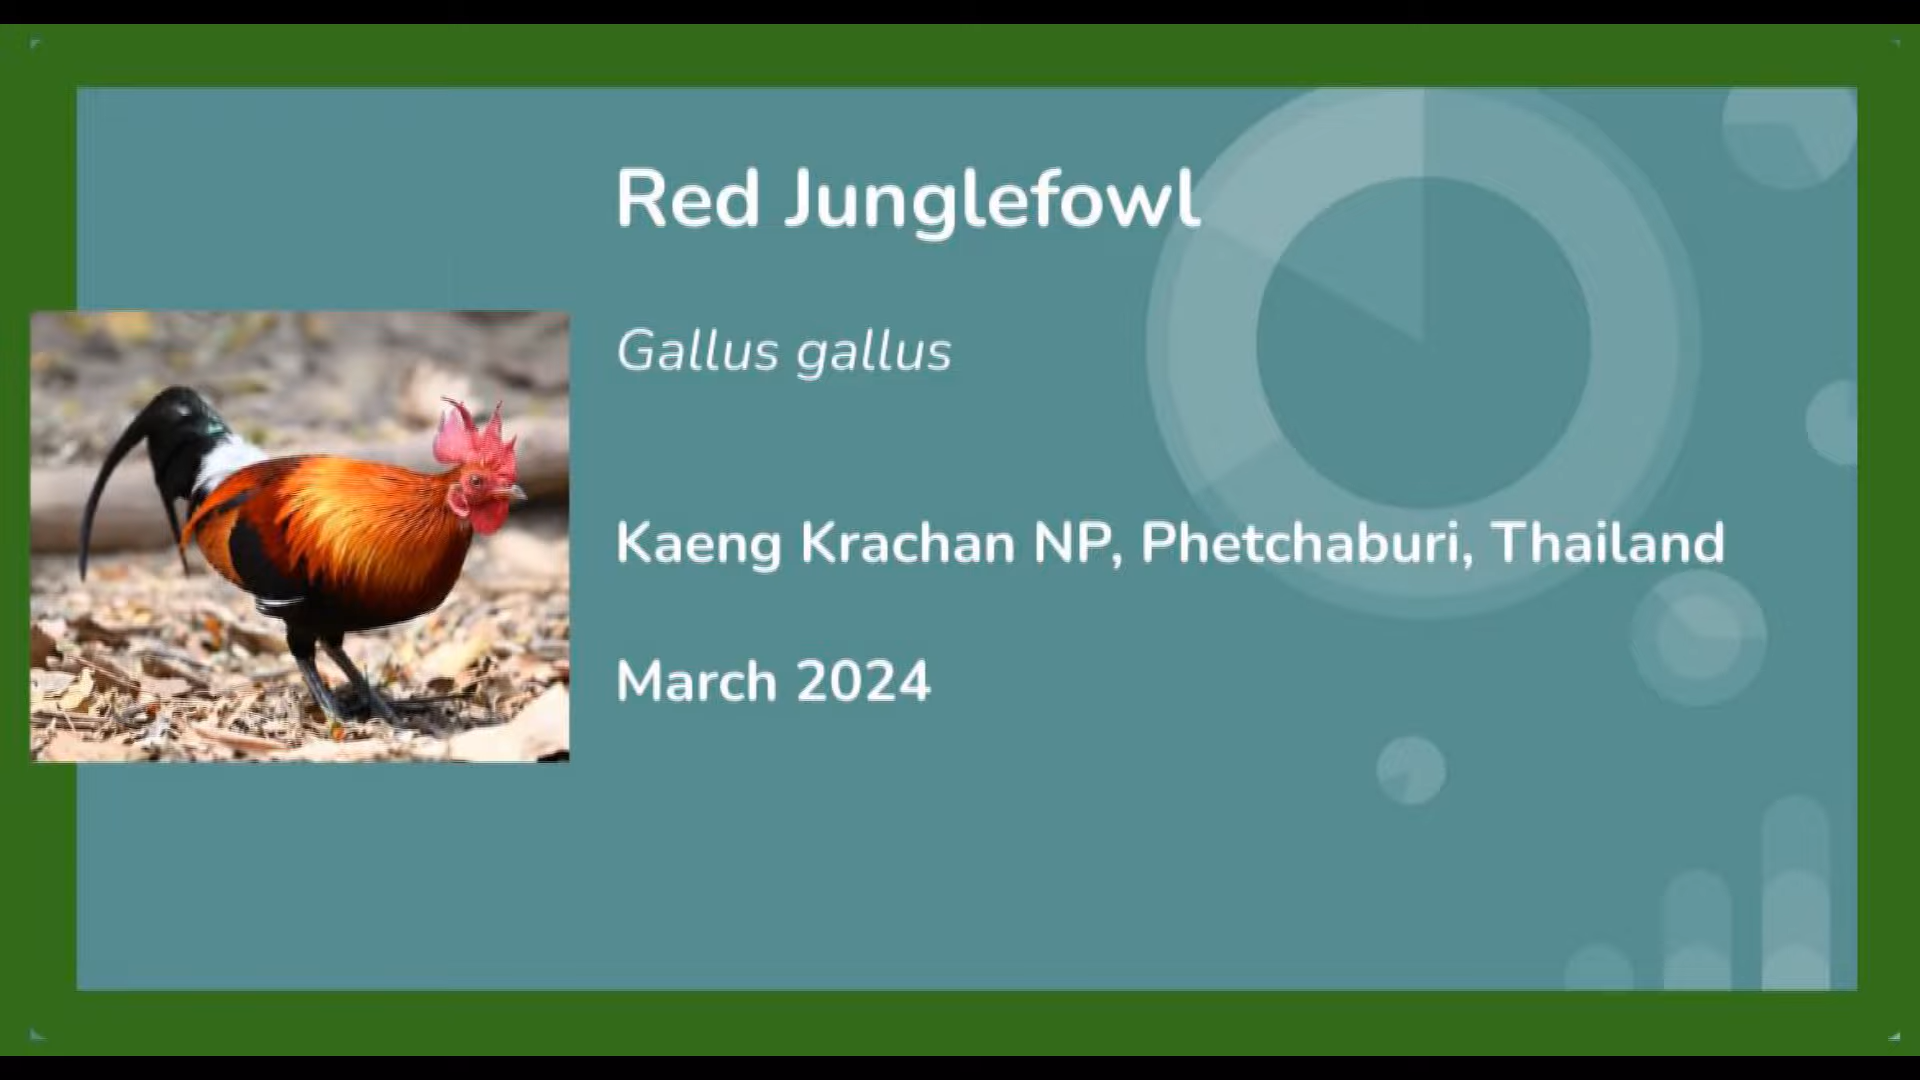 Red Junglefowl
Gallus gallus
Kaeng Krachan NP, Phetchaburi, Thailand
March 2024